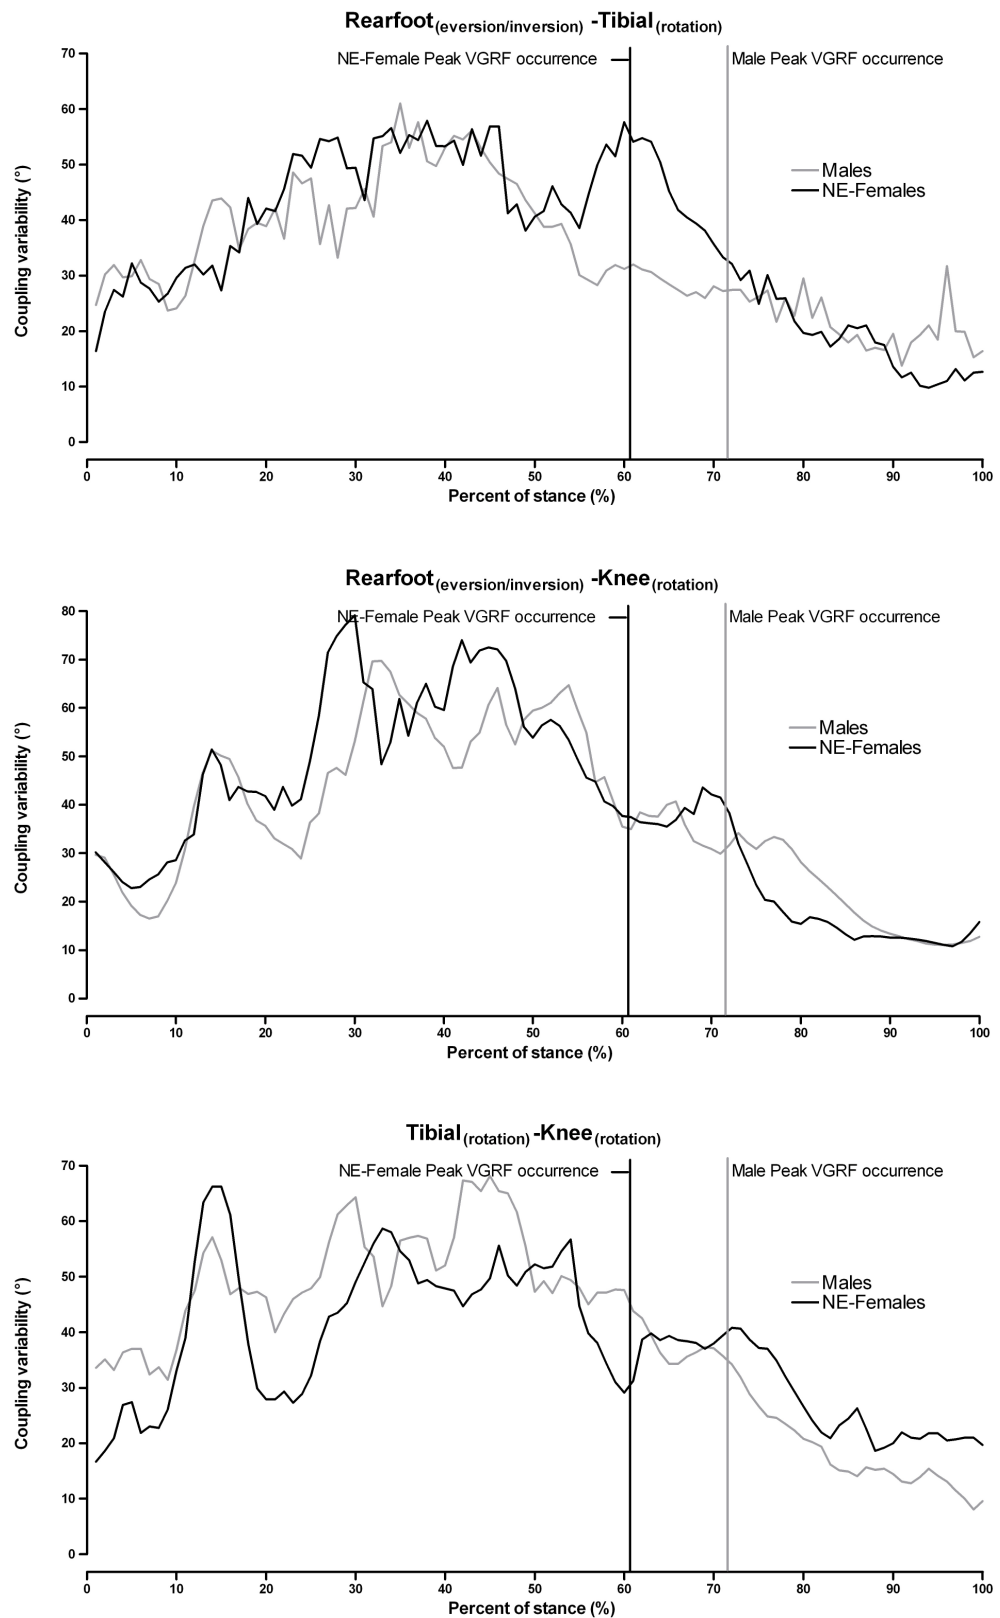 Rearfoot(eversion/inversion) -Tibial(rotation)
NE-Female Peak VGRF occurrence
Male Peak VGRF occurrence
70
60
50
40
30
20
10
0
Coupling variability (°)
Males
NE-Females
0 10 20 30 40 50 60 70 80 90 100
Percent of stance (%)
Rearfoot(eversion/inversion) -Knee(rotation)
NE-Female Peak VGRF occurrence
Male Peak VGRF occurrence
80
70
60
50
40
30
20
10
0
Coupling variability (°)
Males
NE-Females
0 10 20 30 40 50 60 70 80 90 100
Percent of stance (%)
Tibial(rotation) -Knee(rotation)
NE-Female Peak VGRF occurrence
Male Peak VGRF occurrence
70
60
50
40
30
20
10
0
Coupling variability (°)
Males
NE-Females
0 10 20 30 40 50 60 70 80 90 100
Percent of stance (%)